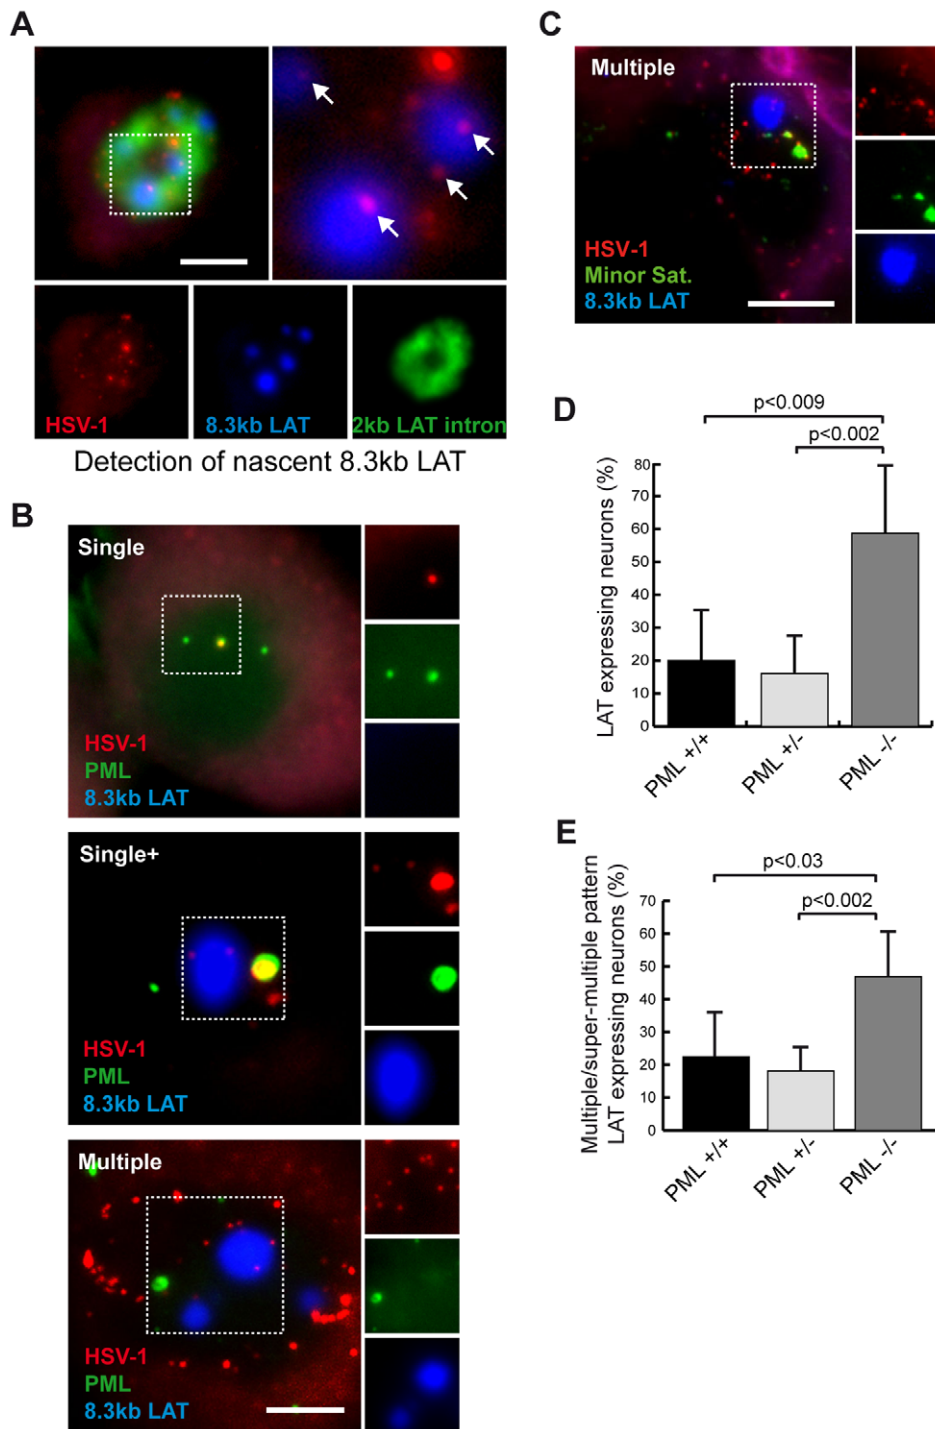 A
HSV-1
8.3kb LAT
2kb LAT intron
Detection of nascent 8.3kb LAT
B
Single
HSV-1
PML
8.3kb LAT
Single+
HSV-1
PML
8.3kb LAT
Multiple
HSV-1
PML
8.3kb LAT
C
Multiple
HSV-1
Minor Sat.
8.3kb LAT
D
p<0.009
p<0.002
LAT expressing neurons (%)
80
70
60
50
40
30
20
10
0
PML +/+
PML +/-
PML -/-
E
p<0.03
p<0.002
Multiple/super-multiple pattern
LAT expressing neurons (%)
70
60
50
40
30
20
10
0
PML +/+
PML +/-
PML -/-